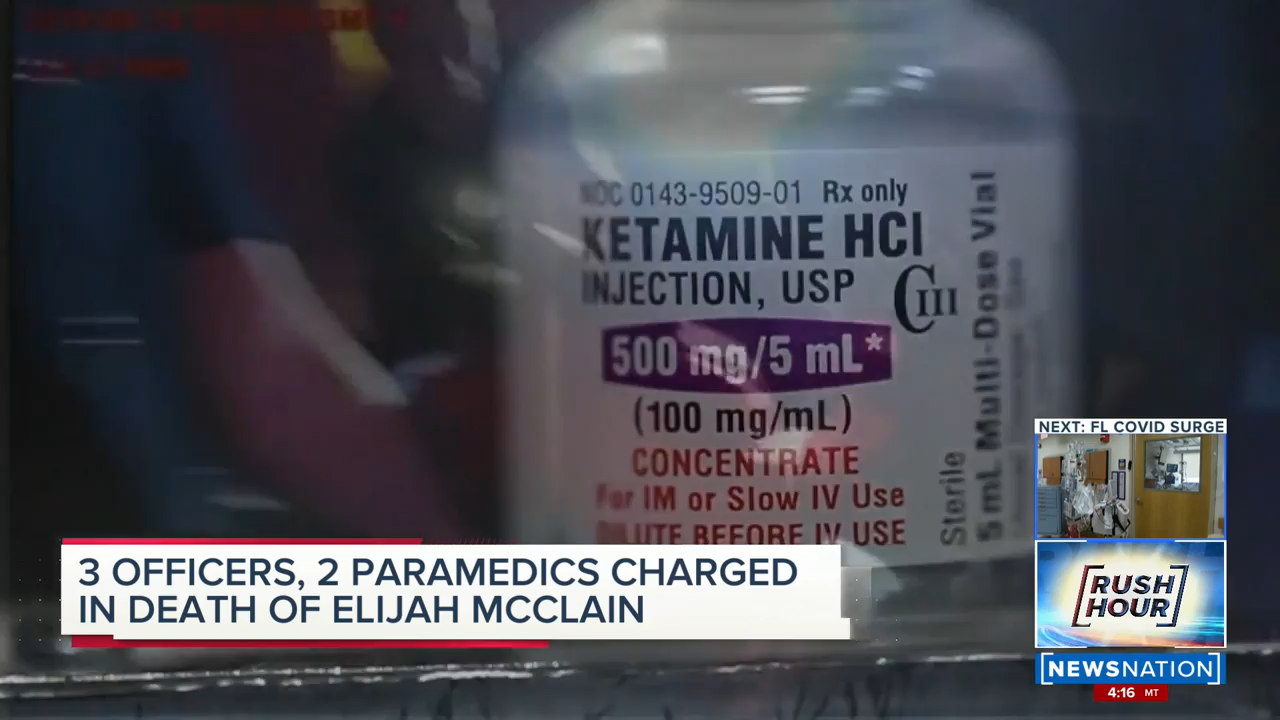 NDC 0143-9509-01 Rx only
KETAMINE HCl
INJECTION, USP
CIII
500 mg/5 mL*
(100 mg/mL)
CONCENTRATE
For IM or Slow IV Use
DILUTE BEFORE IV USE
Sterile
5 mL Multi-Dose Vial
NEXT: FL COVID SURGE
3 OFFICERS, 2 PARAMEDICS CHARGED
IN DEATH OF ELIJAH MCCLAIN
[RUSH
HOUR]
[NEWSNATION]
4:16 MT